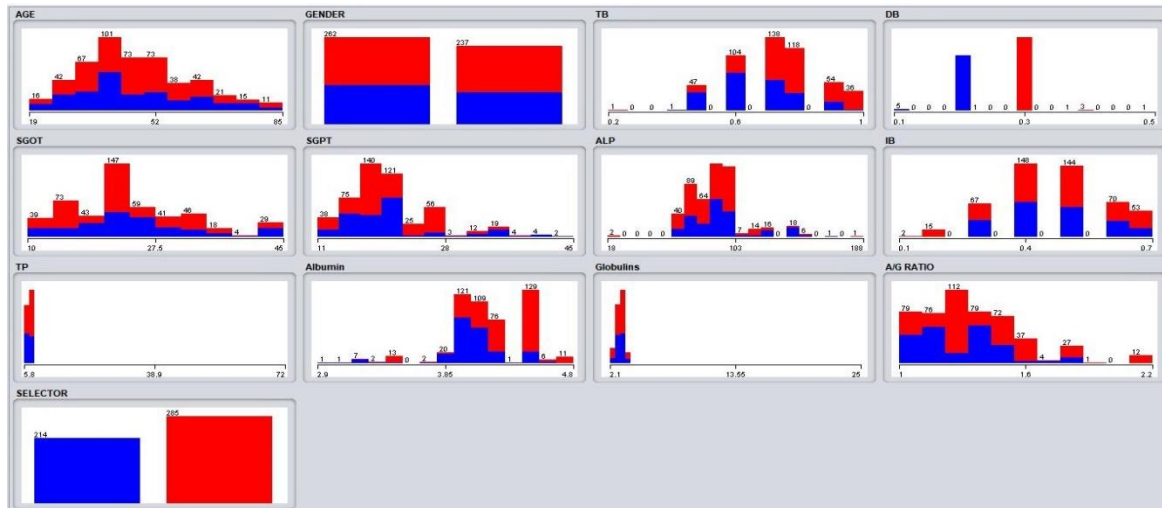 AGE GENDER TB DB
16 42 67 101 73 73 38 42 21 15 11
19 52 85
262 237
1 0 0 1 47 0 104 0 138 118 0 54 36
0.2 0.6 1
5 0 0 0 1 0 0 0 0 1 3 0 0 0 1
0.1 0.3 0.5
SGOT SGPT ALP IB
39 73 43 147 59 41 46 18 4 29
10 27.5 45
38 75 140 121 25 56 3 12 19 4 4 2
11 28 45
2 0 0 0 0 40 89 64 7 14 16 0 18 6 0 1 0 1
18 103 188
2 15 0 67 0 148 0 144 0 70 53
0.1 0.4 0.7
TP Albumin Globulins A/G RATIO
5.8 38.9 72
1 1 7 2 13 0 2 20 121 109 76 1 129 6 11
2.9 3.85 4.8
2.1 13.55 25
79 76 112 79 72 37 4 27 1 0 12
1 1.6 2.2
SELECTOR
214 285